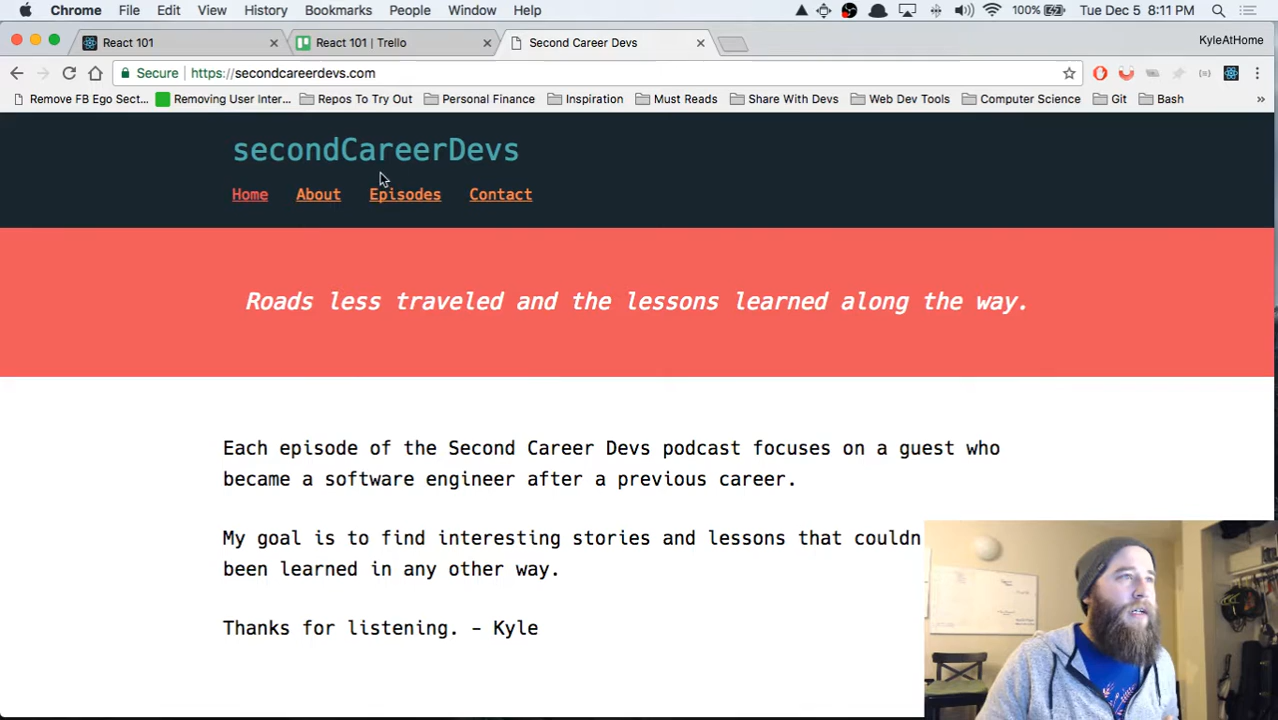 Chrome File Edit View History Bookmarks People Window Help 100% Tue Dec 5 8:11 PM
React 101 React 101 | Trello Second Career Devs KyleAtHome
Secure https://secondcareerdevs.com
Remove FB Ego Sect... Removing User Inter... Repos To Try Out Personal Finance Inspiration Must Reads Share With Devs Web Dev Tools Computer Science Git Bash »
secondCareerDevs
Home About Episodes Contact
Roads less traveled and the lessons learned along the way.
Each episode of the Second Career Devs podcast focuses on a guest who
became a software engineer after a previous career.
My goal is to find interesting stories and lessons that couldn
been learned in any other way.
Thanks for listening. – Kyle